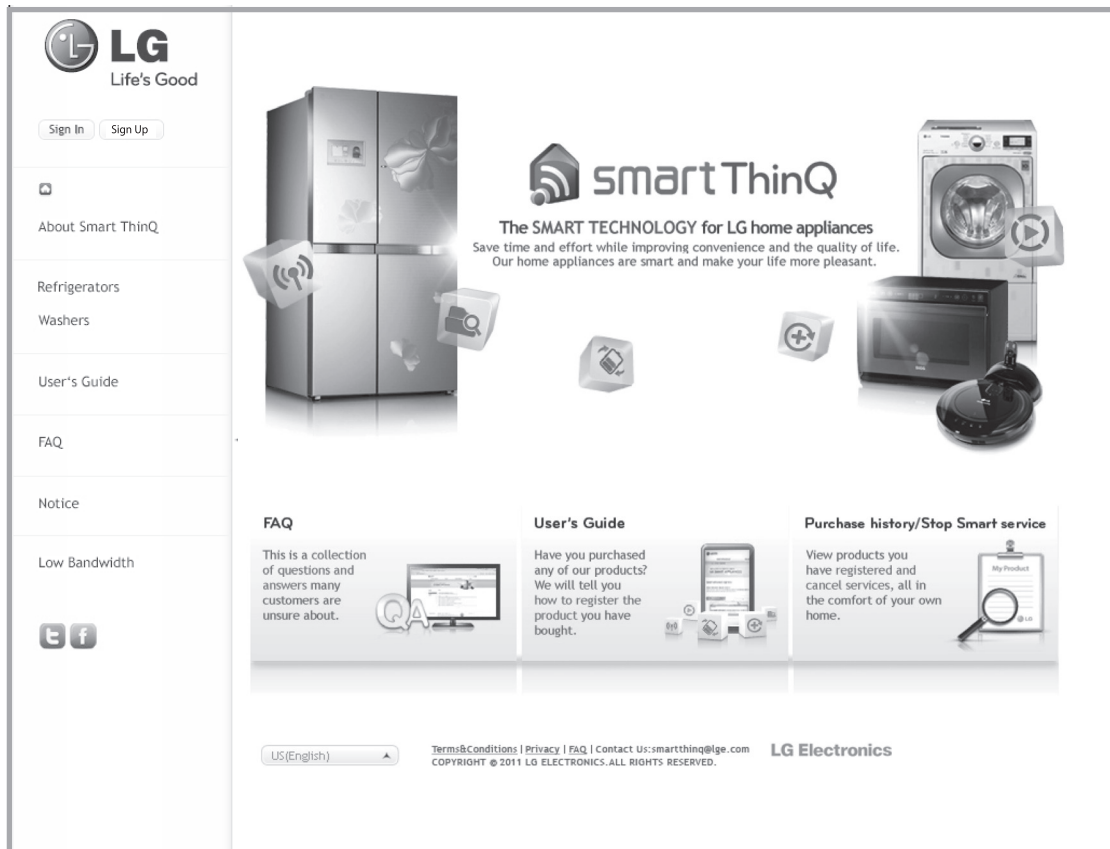 LG
Life's Good
Sign In
Sign Up
About Smart ThinQ
Refrigerators
Washers
User's Guide
FAQ
Notice
Low Bandwidth
smart ThinQ
The SMART TECHNOLOGY for LG home appliances
Save time and effort while improving convenience and the quality of life.
Our home appliances are smart and make your life more pleasant.
FAQ
This is a collection
of questions and
answers many
customers are
unsure about.
QA
User's Guide
Have you purchased
any of our products?
We will tell you
how to register the
product you have
bought.
Purchase history/Stop Smart service
View products you
have registered and
cancel services, all in
the comfort of your own
home.
My Product
LG
US(English)
Terms&Conditions | Privacy | FAQ | Contact Us:smartthinq@lge.com
COPYRIGHT @ 2011 LG ELECTRONICS.ALL RIGHTS RESERVED.
LG Electronics